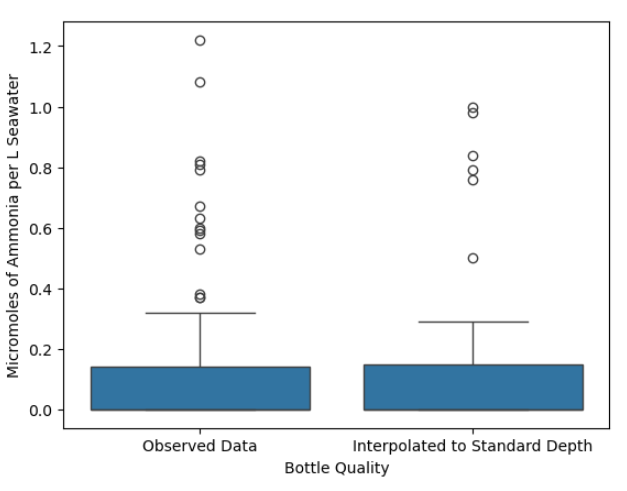 Micromoles of Ammonia per L Seawater
1.2
1.0
0.8
0.6
0.4
0.2
0.0
Observed Data
Interpolated to Standard Depth
Bottle Quality